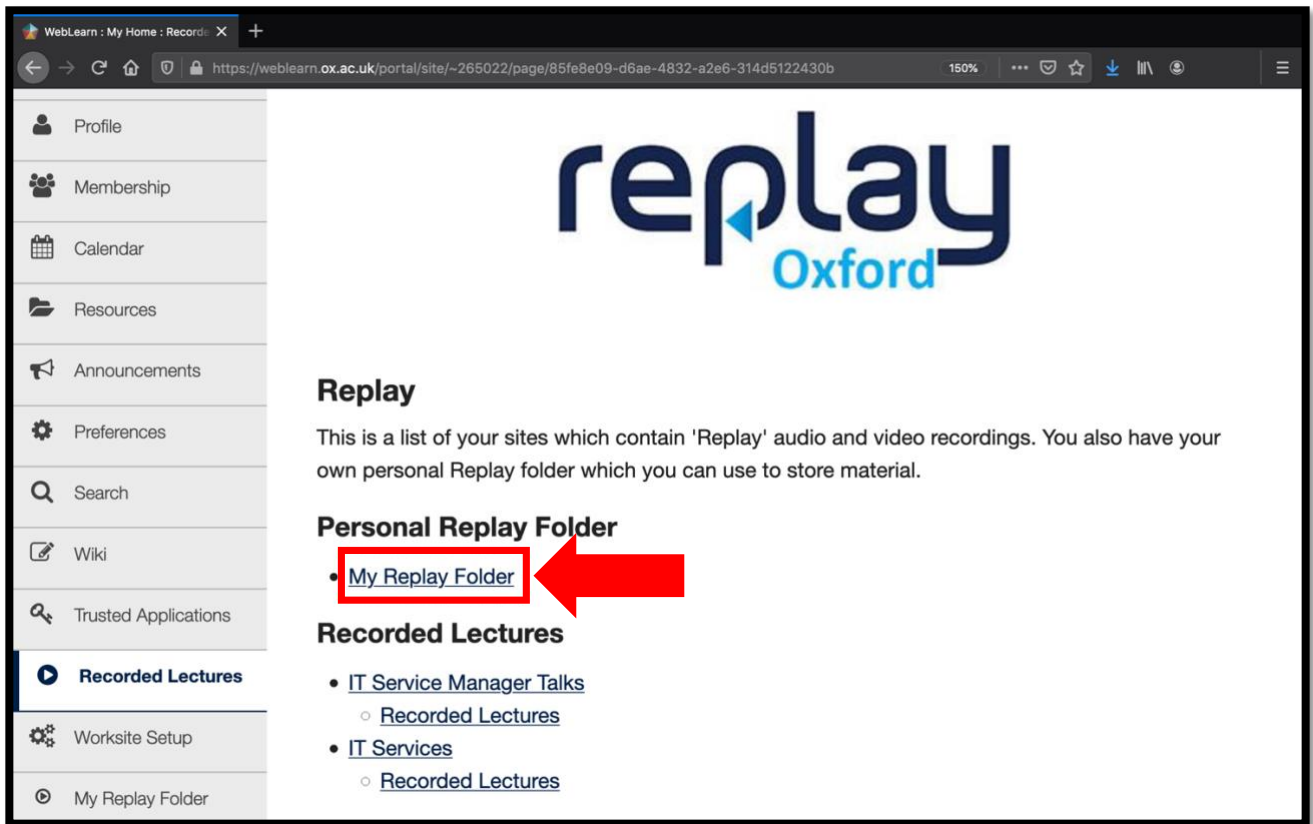 WebLearn : My Home : Recorde
https://weblearn.ox.ac.uk/portal/site/~265022/page/85fe8e09-d6ae-4832-a2e6-314d5122430b
150%
Profile
Membership
Calendar
Resources
Announcements
Preferences
Search
Wiki
Trusted Applications
Recorded Lectures
Worksite Setup
My Replay Folder
replay
Oxford
Replay
This is a list of your sites which contain 'Replay' audio and video recordings. You also have your
own personal Replay folder which you can use to store material.
Personal Replay Folder
• My Replay Folder
Recorded Lectures
• IT Service Manager Talks
○ Recorded Lectures
• IT Services
○ Recorded Lectures